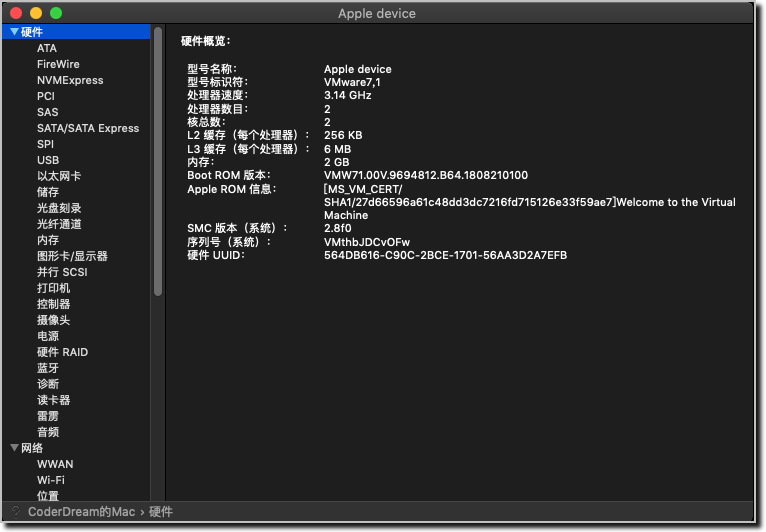 Apple device
硬件
ATA
FireWire
NVMExpress
PCI
SAS
SATA/SATA Express
SPI
USB
以太网卡
储存
光盘刻录
光纤通道
内存
图形卡/显示器
并行 SCSI
打印机
控制器
摄像头
电源
硬件 RAID
蓝牙
诊断
读卡器
雷雳
音频
网络
WWAN
Wi-Fi
位置
硬件概览：
型号名称： Apple device
型号标识符： VMware7,1
处理器速度： 3.14 GHz
处理器数目： 2
核总数： 2
L2 缓存（每个处理器）： 256 KB
L3 缓存（每个处理器）： 6 MB
内存： 2 GB
Boot ROM 版本： VMW71.00V.9694812.B64.1808210100
Apple ROM 信息： [MS_VM_CERT/
SHA1/27d66596a61c48dd3dc7216fd715126e33f59ae7]Welcome to the Virtual
Machine
SMC 版本（系统）： 2.8f0
序列号（系统）： VMthbJDCvOFw
硬件 UUID： 564DB616-C90C-2BCE-1701-56AA3D2A7EFB
CoderDream的Mac › 硬件